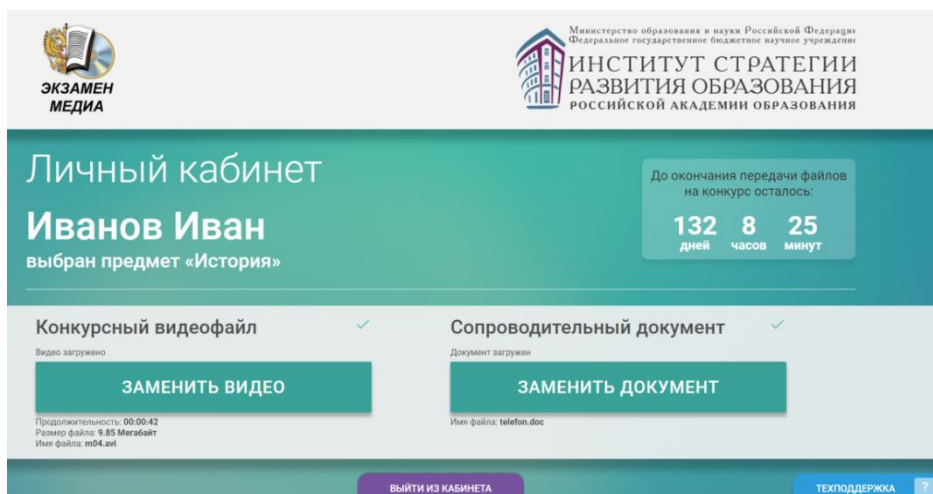 ЭКЗАМЕН
МЕДИА
Министерство образования и науки Российской Федерации
Федеральное государственное бюджетное научное учреждение
ИНСТИТУТ СТРАТЕГИИ
РАЗВИТИЯ ОБРАЗОВАНИЯ
РОССИЙСКОЙ АКАДЕМИИ ОБРАЗОВАНИЯ
Личный кабинет
Иванов Иван
выбран предмет «История»
До окончания передачи файлов
на конкурс осталось:
132 8 25
дней часов минут
Конкурсный видеофайл
Видео загружено
ЗАМЕНИТЬ ВИДЕО
Продолжительность: 00:00:42
Размер файла: 9.85 Мегабайт
Имя файла: m04.avi
Сопроводительный документ
Документ загружен
ЗАМЕНИТЬ ДОКУМЕНТ
Имя файла: telefon.doc
ВЫЙТИ ИЗ КАБИНЕТА
ТЕХПОДДЕРЖКА ?